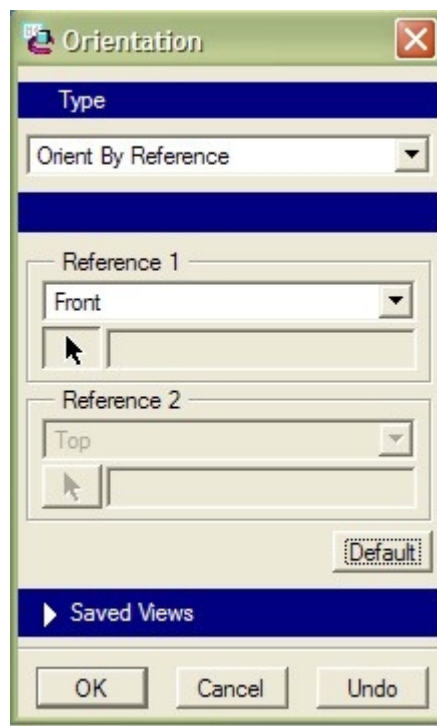 Orientation
Type
Orient By Reference
Reference 1
Front
Reference 2
Top
Default
Saved Views
OK Cancel Undo